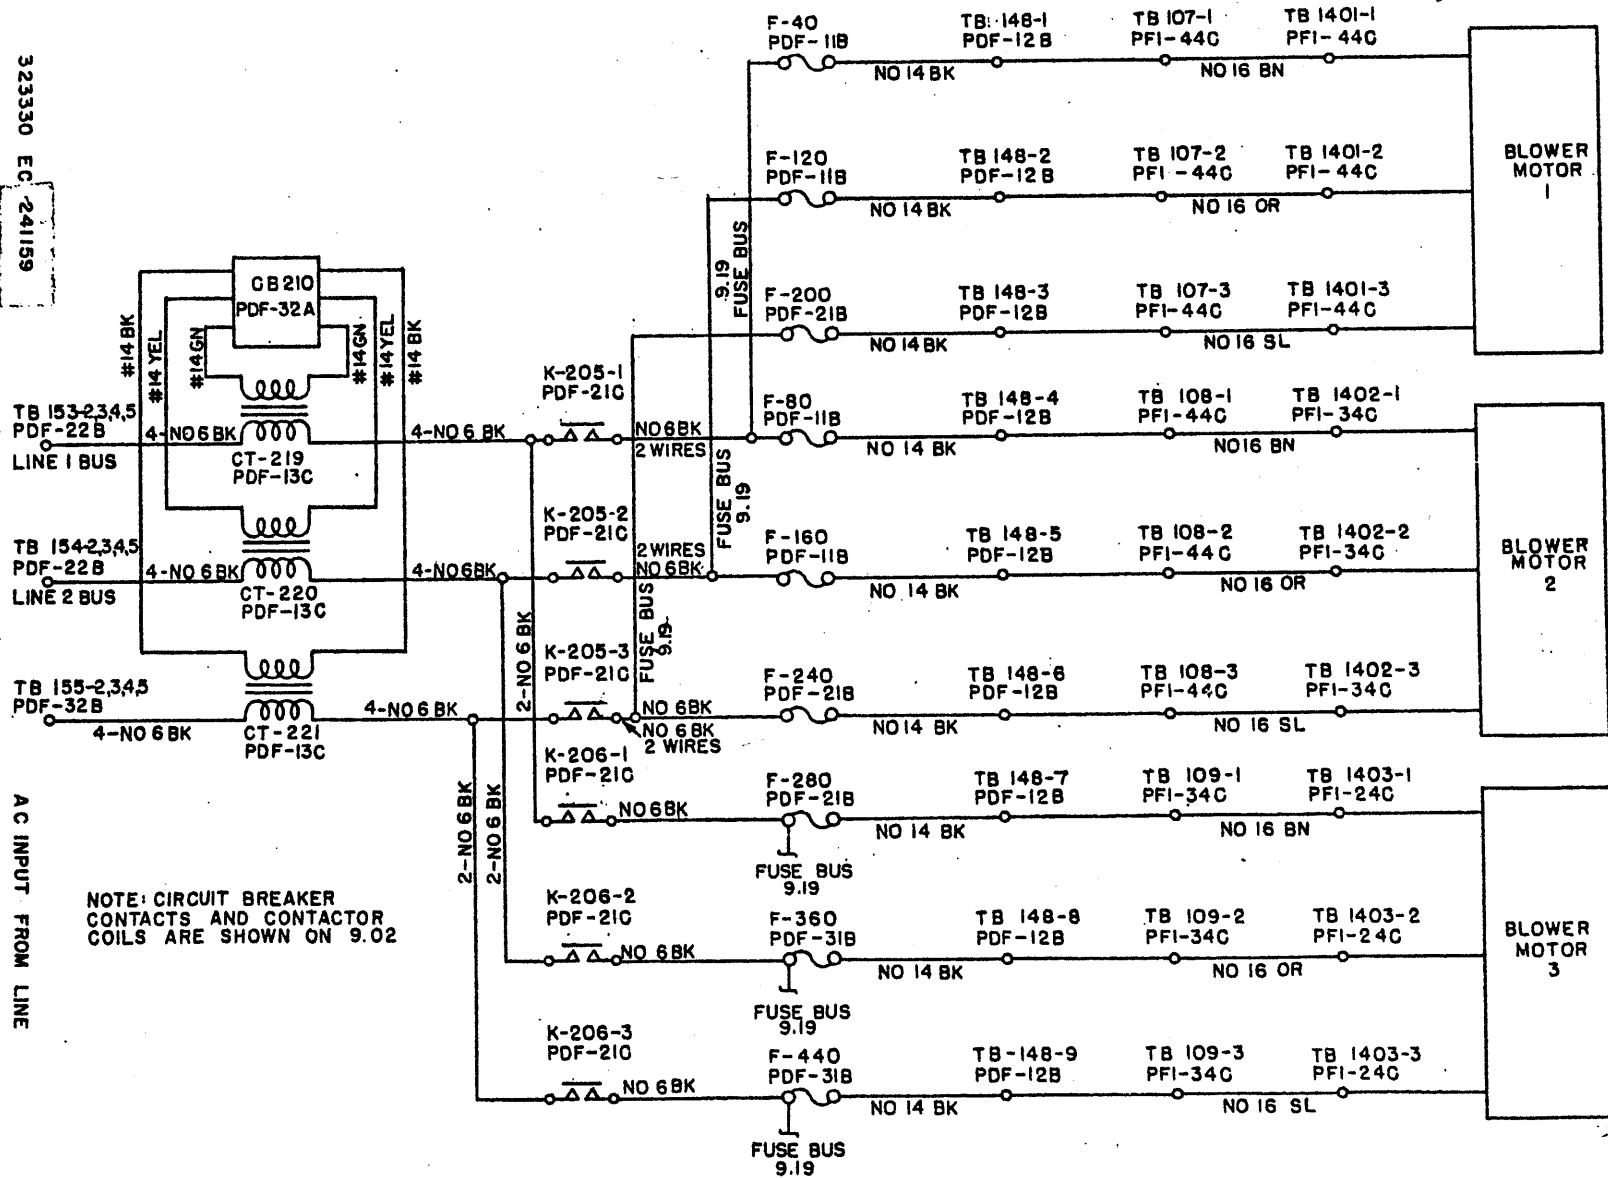 323330 EC 241159
AC INPUT FROM LINE
F-40
PDF-11B
TB 148-1
PDF-12B
TB 107-1
PFI-44C
TB 1401-1
PFI-44C
NO 14 BK
NO 16 BN
F-120
PDF-11B
TB 148-2
PDF-12B
TB 107-2
PFI-44C
TB 1401-2
PFI-44C
NO 14 BK
NO 16 OR
BLOWER
MOTOR
1
F-200
PDF-21B
TB 148-3
PDF-12B
TB 107-3
PFI-44C
TB 1401-3
PFI-44C
NO 14 BK
NO 16 SL
9.19
FUSE BUS
CB 210
PDF-32A
#14 BK
#14 YEL
#14 GN
#14 GN
#14 YEL
#14 BK
TB 153-2,3,4,5
PDF-22B
LINE 1 BUS
4-NO 6 BK
CT-219
PDF-13C
4-NO 6 BK
K-205-1
PDF-21C
NO 6 BK
2 WIRES
F-80
PDF-11B
TB 148-4
PDF-12B
TB 108-1
PFI-44C
TB 1402-1
PFI-34C
NO 14 BK
NO 16 BN
FUSE BUS
9.19
TB 154-2,3,4,5
PDF-22B
LINE 2 BUS
4-NO 6 BK
CT-220
PDF-13C
4-NO 6 BK
K-205-2
PDF-21C
2 WIRES
NO 6 BK
F-160
PDF-11B
TB 148-5
PDF-12B
TB 108-2
PFI-44C
TB 1402-2
PFI-34C
NO 14 BK
NO 16 OR
BLOWER
MOTOR
2
FUSE BUS
9.19
2-NO 6 BK
TB 155-2,3,4,5
PDF-32B
4-NO 6 BK
CT-221
PDF-13C
4-NO 6 BK
K-205-3
PDF-21C
NO 6 BK
NO 6 BK
2 WIRES
F-240
PDF-21B
TB 148-6
PDF-12B
TB 108-3
PFI-44C
TB 1402-3
PFI-34C
NO 14 BK
NO 16 SL
2-NO 6 BK
2-NO 6 BK
K-206-1
PDF-21C
NO 6 BK
F-280
PDF-21B
TB 148-7
PDF-12B
TB 109-1
PFI-34C
TB 1403-1
PFI-24C
NO 14 BK
NO 16 BN
FUSE BUS
9.19
NOTE: CIRCUIT BREAKER
CONTACTS AND CONTACTOR
COILS ARE SHOWN ON 9.02
K-206-2
PDF-21C
NO 6 BK
F-360
PDF-31B
TB 148-8
PDF-12B
TB 109-2
PFI-34C
TB 1403-2
PFI-24C
NO 14 BK
NO 16 OR
FUSE BUS
9.19
BLOWER
MOTOR
3
K-206-3
PDF-21C
NO 6 BK
F-440
PDF-31B
TB-148-9
PDF-12B
TB 109-3
PFI-34C
TB 1403-3
PFI-24C
NO 14 BK
NO 16 SL
FUSE BUS
9.19